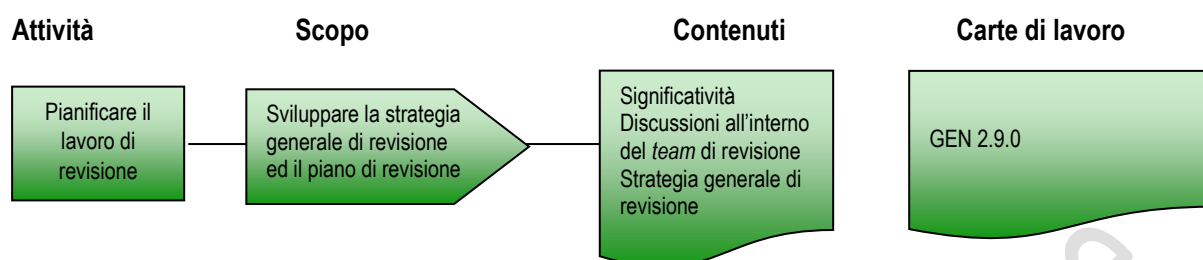 Attività Scopo Contenuti Carte di lavoro
Pianificare il
lavoro di
revisione
Sviluppare la strategia
generale di revisione
ed il piano di revisione
Significatività
Discussioni all'interno
del team di revisione
Strategia generale di
revisione
GEN 2.9.0